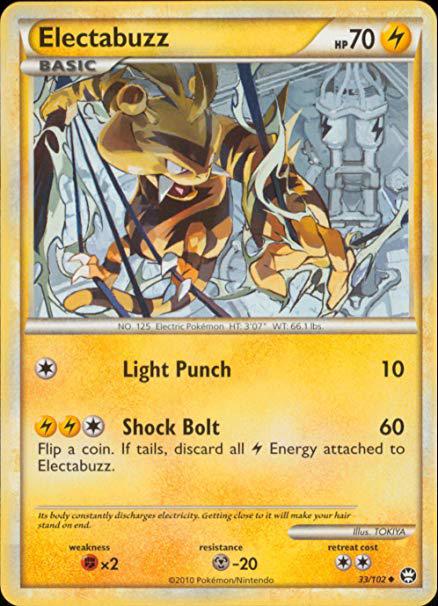 Electabuzz HP 70
BASIC
NO. 125 Electric Pokémon HT: 3'07" WT: 66.1 lbs.
Light Punch 10
Shock Bolt 60
Flip a coin. If tails, discard all Energy attached to
Electabuzz.
Its body constantly discharges electricity. Getting close to it will make your hair
stand on end.
Illus. TOKIYA
weakness resistance retreat cost
×2 -20
©2010 Pokémon/Nintendo 33/102